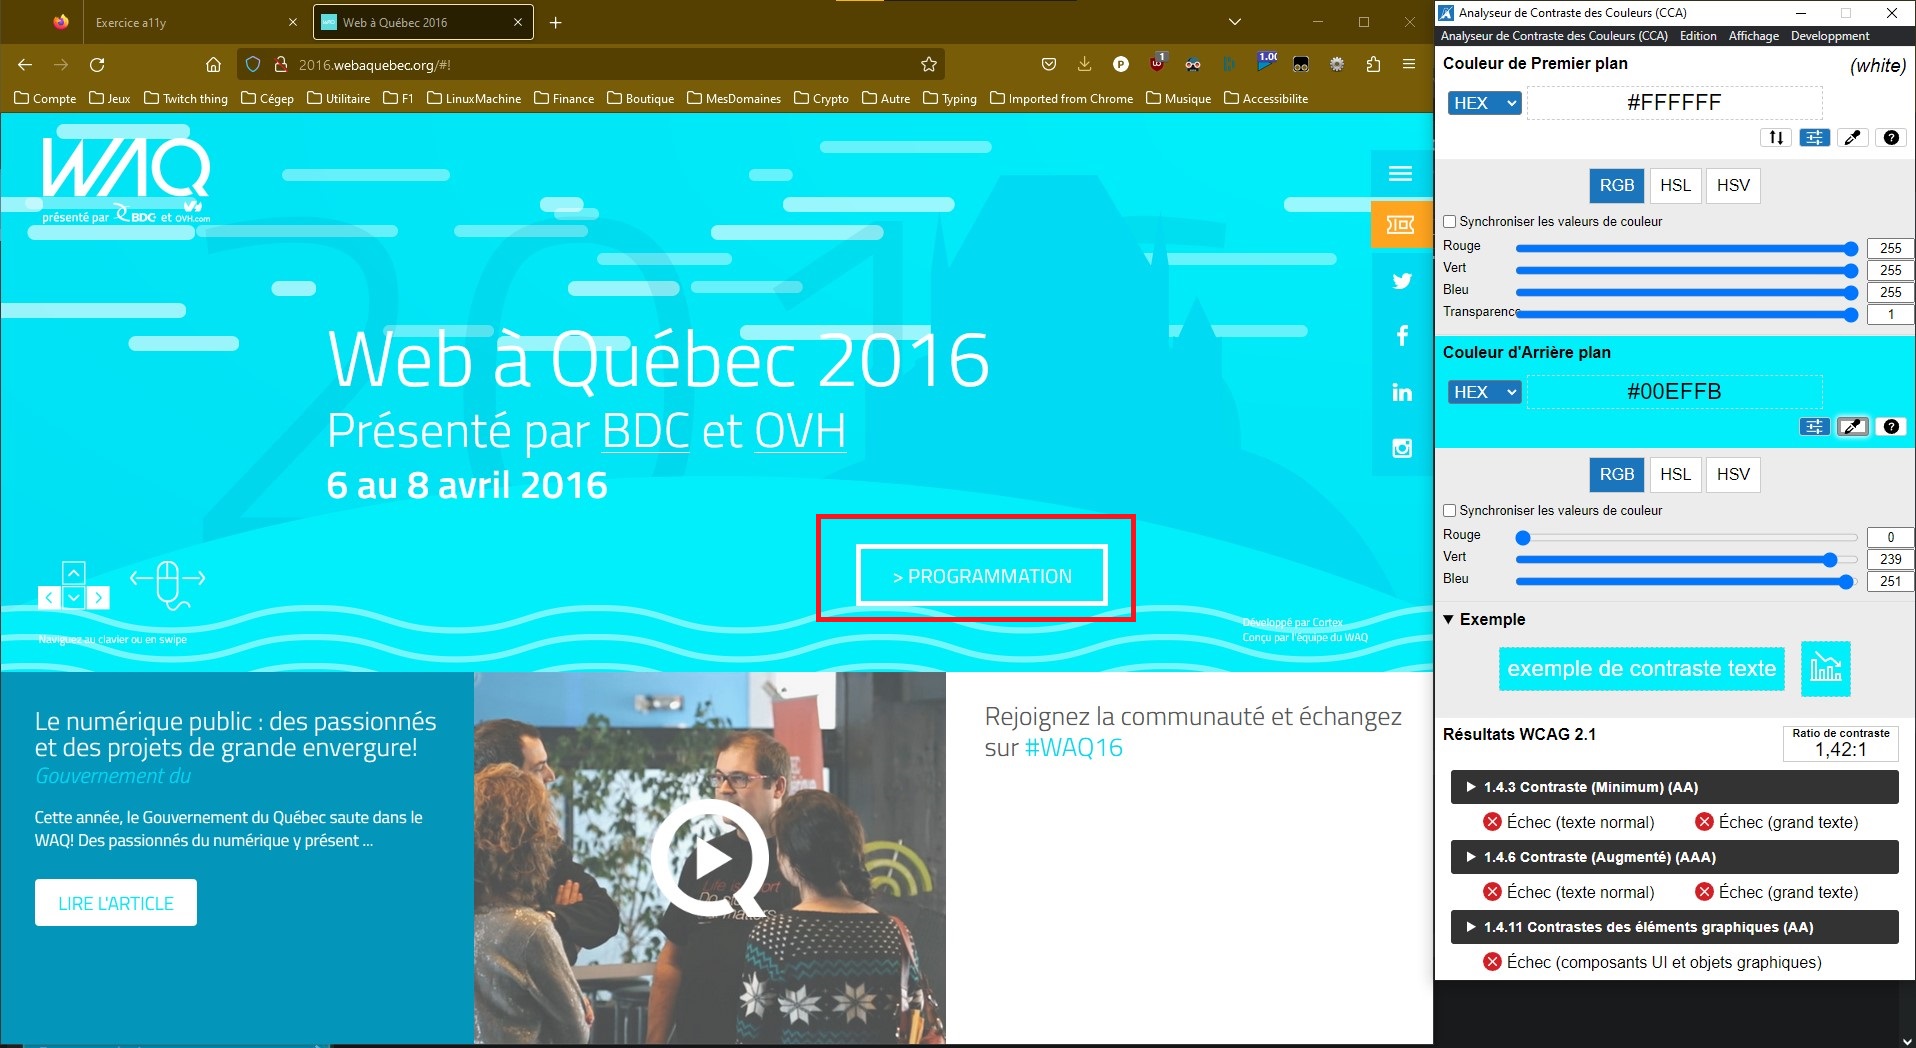 Exercice a11y
Web à Québec 2016
2016.webaquebec.org/#!
1
1.00
Compte Jeux Twitch thing Cégep Utilitaire F1 LinuxMachine Finance Boutique MesDomaines Crypto Autre Typing Imported from Chrome Musique Accessibilite
WAQ
présenté par BDC et OVH.com
2016
Web à Québec 2016
Présenté par BDC et OVH
6 au 8 avril 2016
> PROGRAMMATION
Naviguez au clavier ou en swipe
Développé par Cortex
Conçu par l'équipe du WAQ
Le numérique public : des passionnés
et des projets de grande envergure!
Gouvernement du
Cette année, le Gouvernement du Québec saute dans le
WAQ! Des passionnés du numérique y présent ...
LIRE L'ARTICLE
Rejoignez la communauté et échangez
sur #WAQ16
Analyseur de Contraste des Couleurs (CCA)
Analyseur de Contraste des Couleurs (CCA) Edition Affichage Developpment
Couleur de Premier plan
(white)
HEX #FFFFFF
RGB HSL HSV
Synchroniser les valeurs de couleur
Rouge 255
Vert 255
Bleu 255
Transparence 1
Couleur d'Arrière plan
HEX #00EFFB
RGB HSL HSV
Synchroniser les valeurs de couleur
Rouge 0
Vert 239
Bleu 251
Exemple
exemple de contraste texte
Résultats WCAG 2.1
Ratio de contraste
1,42:1
1.4.3 Contraste (Minimum) (AA)
Échec (texte normal) Échec (grand texte)
1.4.6 Contraste (Augmenté) (AAA)
Échec (texte normal) Échec (grand texte)
1.4.11 Contrastes des éléments graphiques (AA)
Échec (composants UI et objets graphiques)